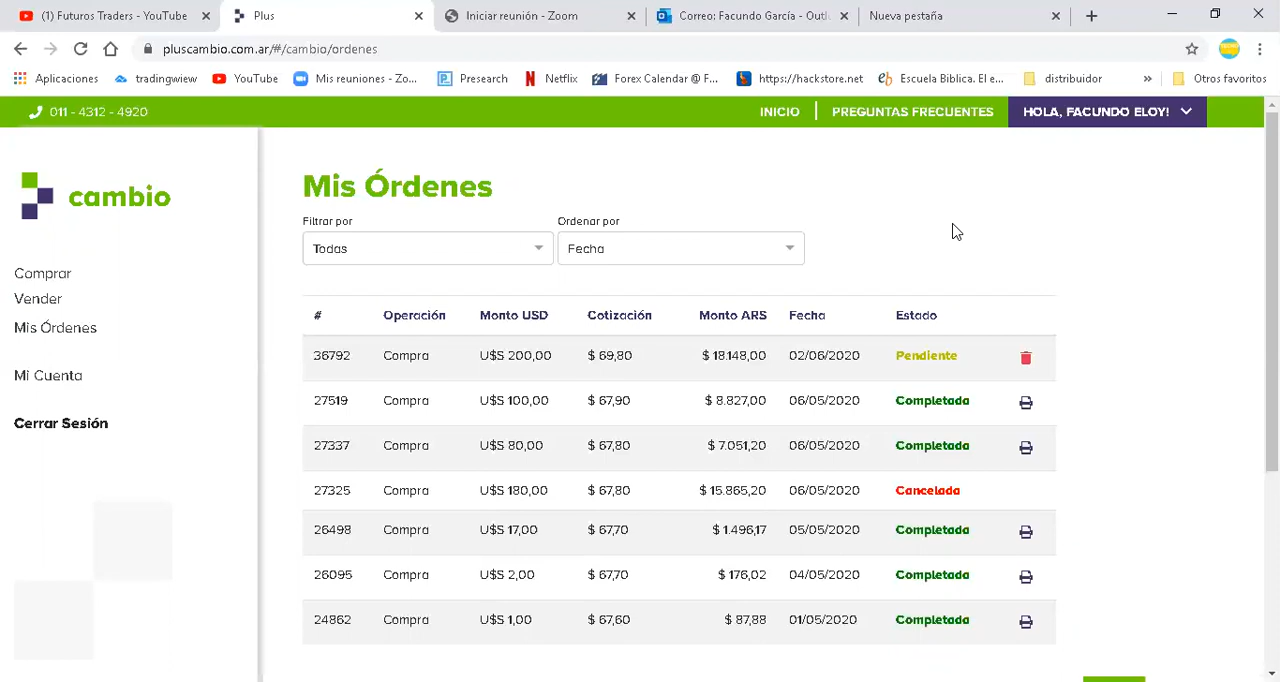 (1) Futuros Traders - YouTube
Plus
Iniciar reunión - Zoom
Correo: Facundo García - Outl
Nueva pestaña
pluscambio.com.ar/#/cambio/ordenes
Aplicaciones
tradingview
YouTube
Mis reuniones - Zo...
Presearch
Netflix
Forex Calendar @ F...
https://hackstore.net
Escuela Biblica. El e...
distribuidor
»
Otros favoritos
011 - 4312 - 4920
INICIO
PREGUNTAS FRECUENTES
HOLA, FACUNDO ELOY!
cambio
Comprar
Vender
Mis Órdenes
Mi Cuenta
Cerrar Sesión
Mis Órdenes
Filtrar por
Ordenar por
Todas
Fecha
# Operación Monto USD Cotización Monto ARS Fecha Estado
36792 Compra U$S 200,00 $ 69,80 $ 18.148,00 02/06/2020 Pendiente
27519 Compra U$S 100,00 $ 67,90 $ 8.827,00 06/05/2020 Completada
27337 Compra U$S 80,00 $ 67,80 $ 7.051,20 06/05/2020 Completada
27325 Compra U$S 180,00 $ 67,80 $ 15.865,20 06/05/2020 Cancelada
26498 Compra U$S 17,00 $ 67,70 $ 1.496,17 05/05/2020 Completada
26095 Compra U$S 2,00 $ 67,70 $ 176,02 04/05/2020 Completada
24862 Compra U$S 1,00 $ 67,60 $ 87,88 01/05/2020 Completada